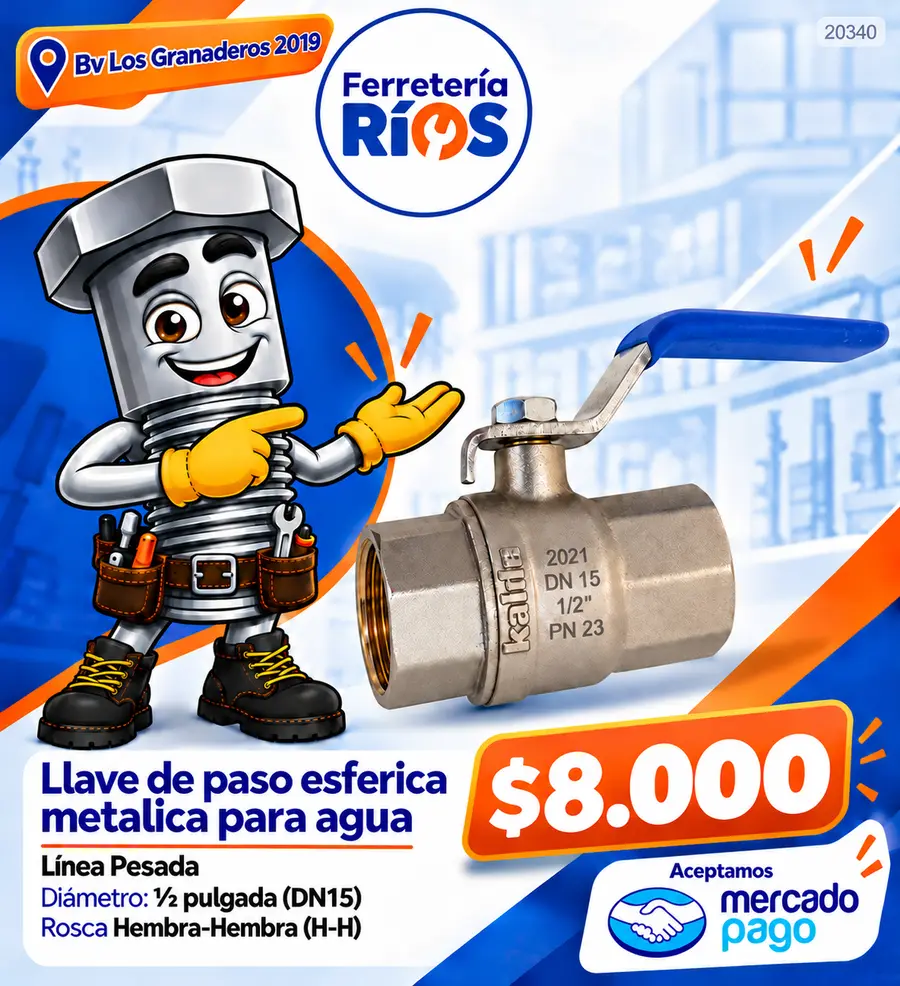 Bv Los Granaderos 2019
Ferretería
RÍOS
20340
kalde
2021
DN 15
1/2"
PN 23
Llave de paso esferica
metalica para agua
Línea Pesada
Diámetro: ½ pulgada (DN15)
Rosca Hembra-Hembra (H-H)
$8.000
Aceptamos
mercado
pago